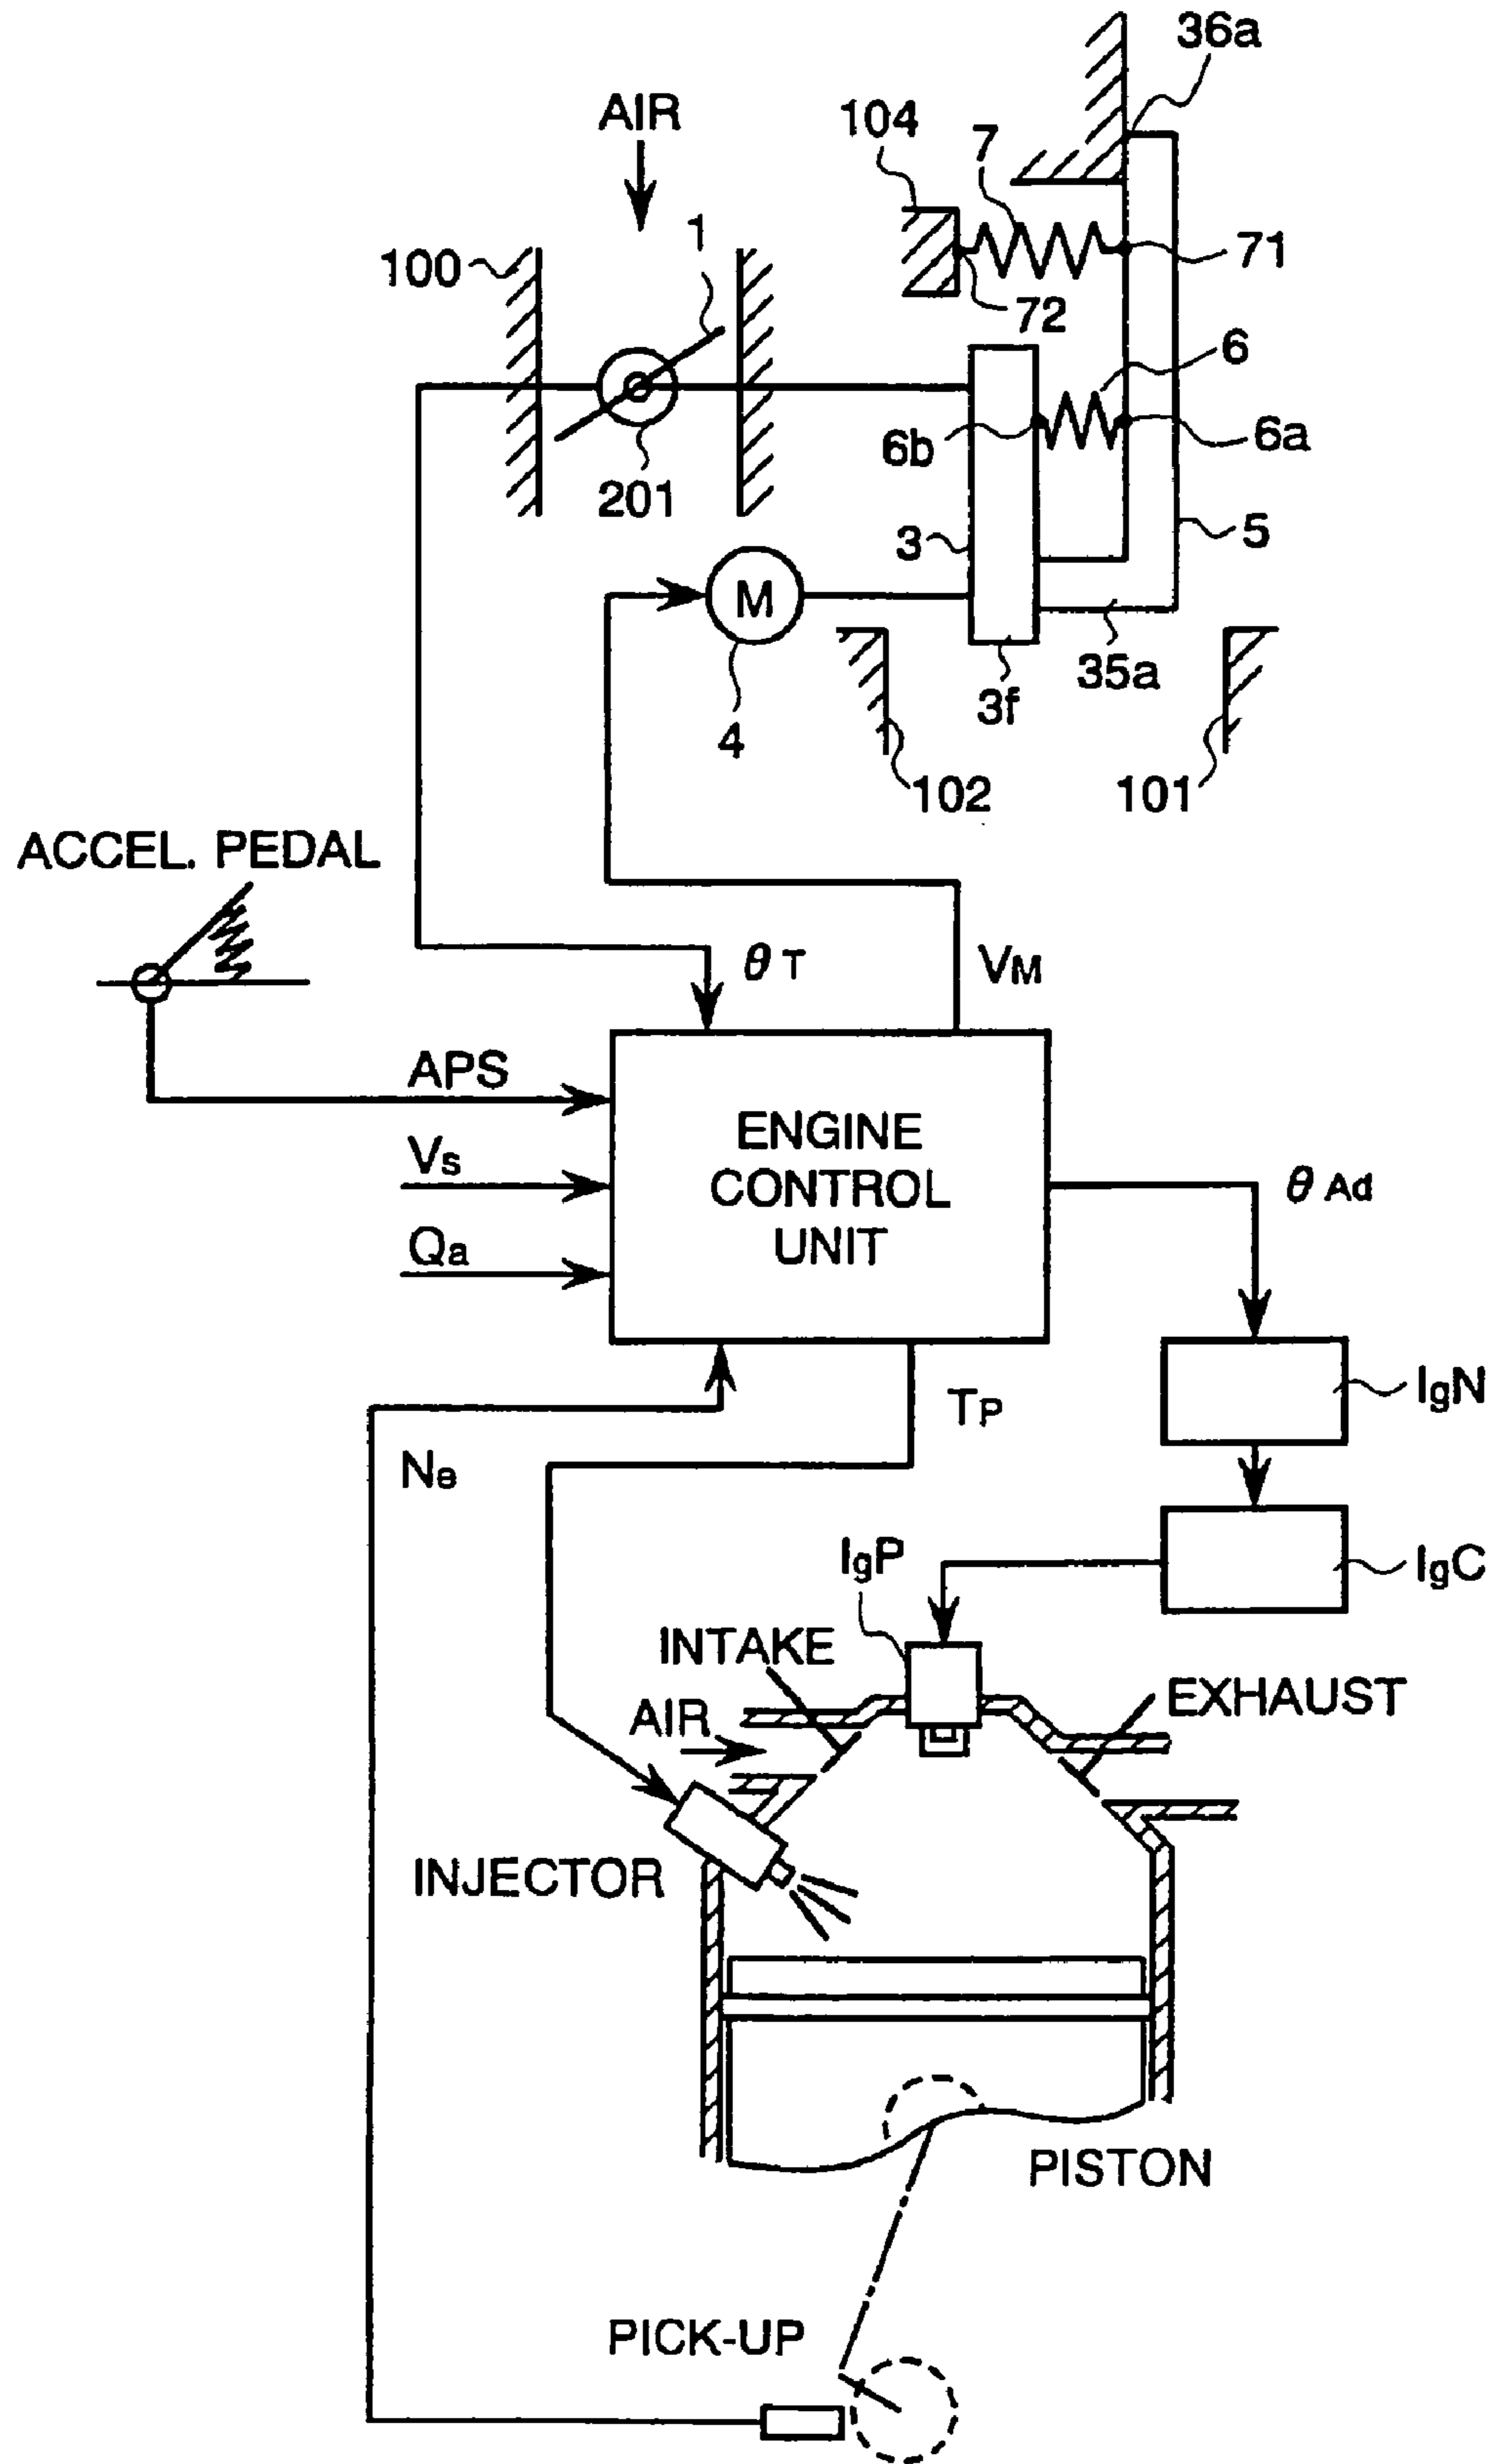 36a
104
7
AIR
1
100
71
72
6
6b
6a
201
3
5
M
35a
3f
4
102
101
ACCEL. PEDAL
θT
VM
APS
ENGINE
CONTROL
UNIT
Vs
θAd
Qa
IgN
TP
Ne
IgP
IgC
INTAKE
EXHAUST
AIR
INJECTOR
PISTON
PICK-UP